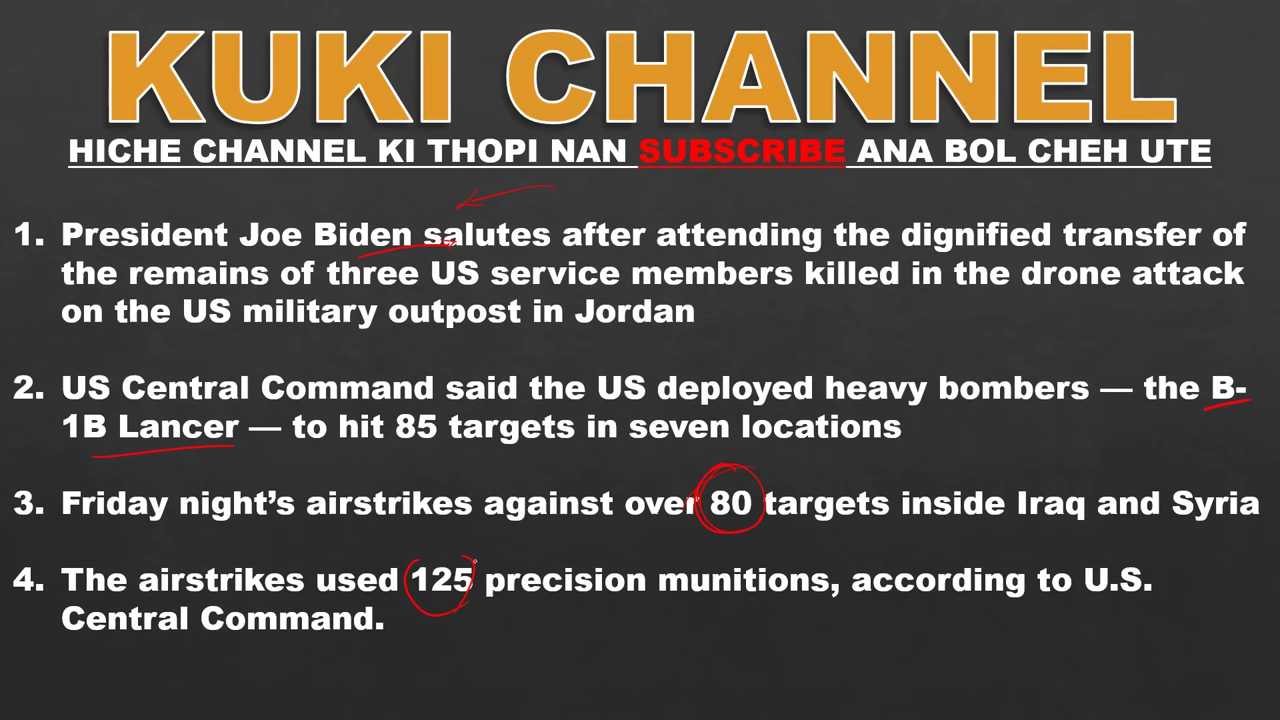 KUKI CHANNEL
HICHE CHANNEL KI THOPI NAN SUBSCRIBE ANA BOL CHEH UTE
1. President Joe Biden salutes after attending the dignified transfer of
the remains of three US service members killed in the drone attack
on the US military outpost in Jordan
2. US Central Command said the US deployed heavy bombers — the B-
1B Lancer — to hit 85 targets in seven locations
3. Friday night’s airstrikes against over 80 targets inside Iraq and Syria
4. The airstrikes used 125 precision munitions, according to U.S.
Central Command.